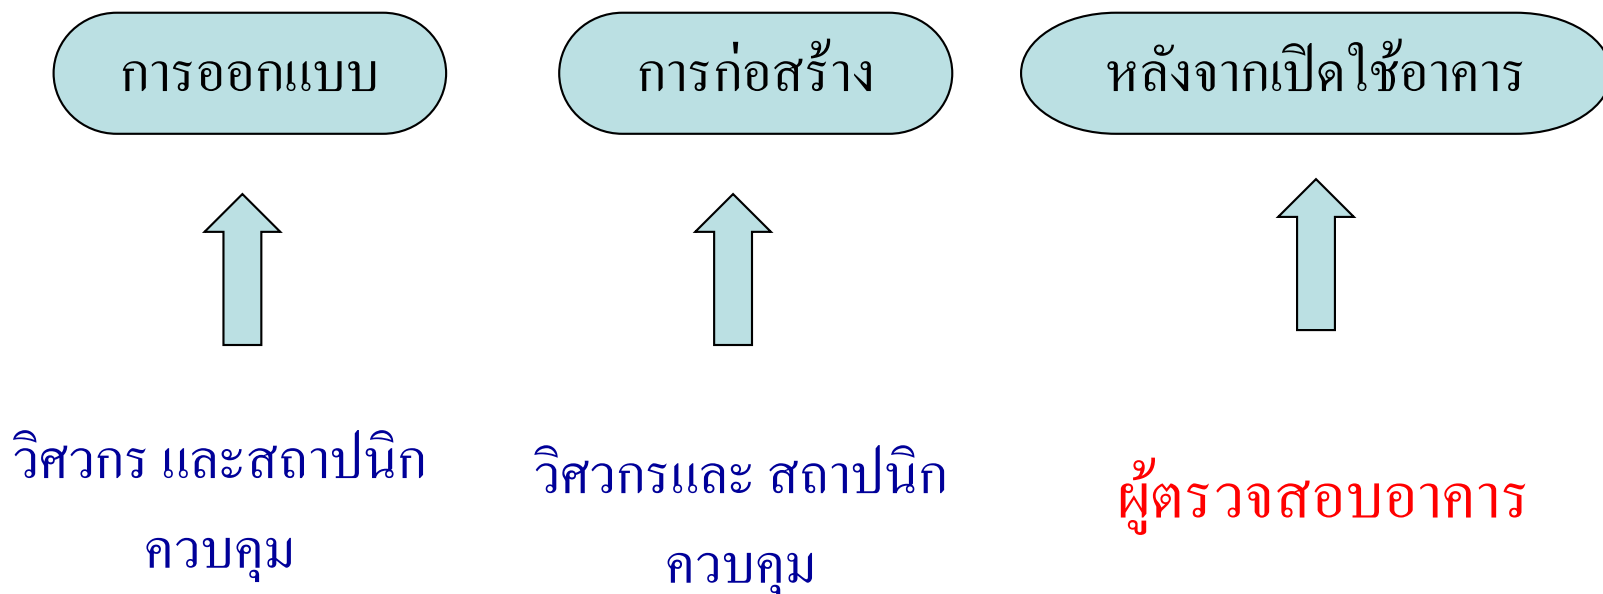 การออกแบบ
การก่อสร้าง
หลังจากเปิดใช้อาคาร
วิศวกร และสถาปนิก
ควบคุม
วิศวกรและ สถาปนิก
ควบคุม
ผู้ตรวจสอบอาคาร